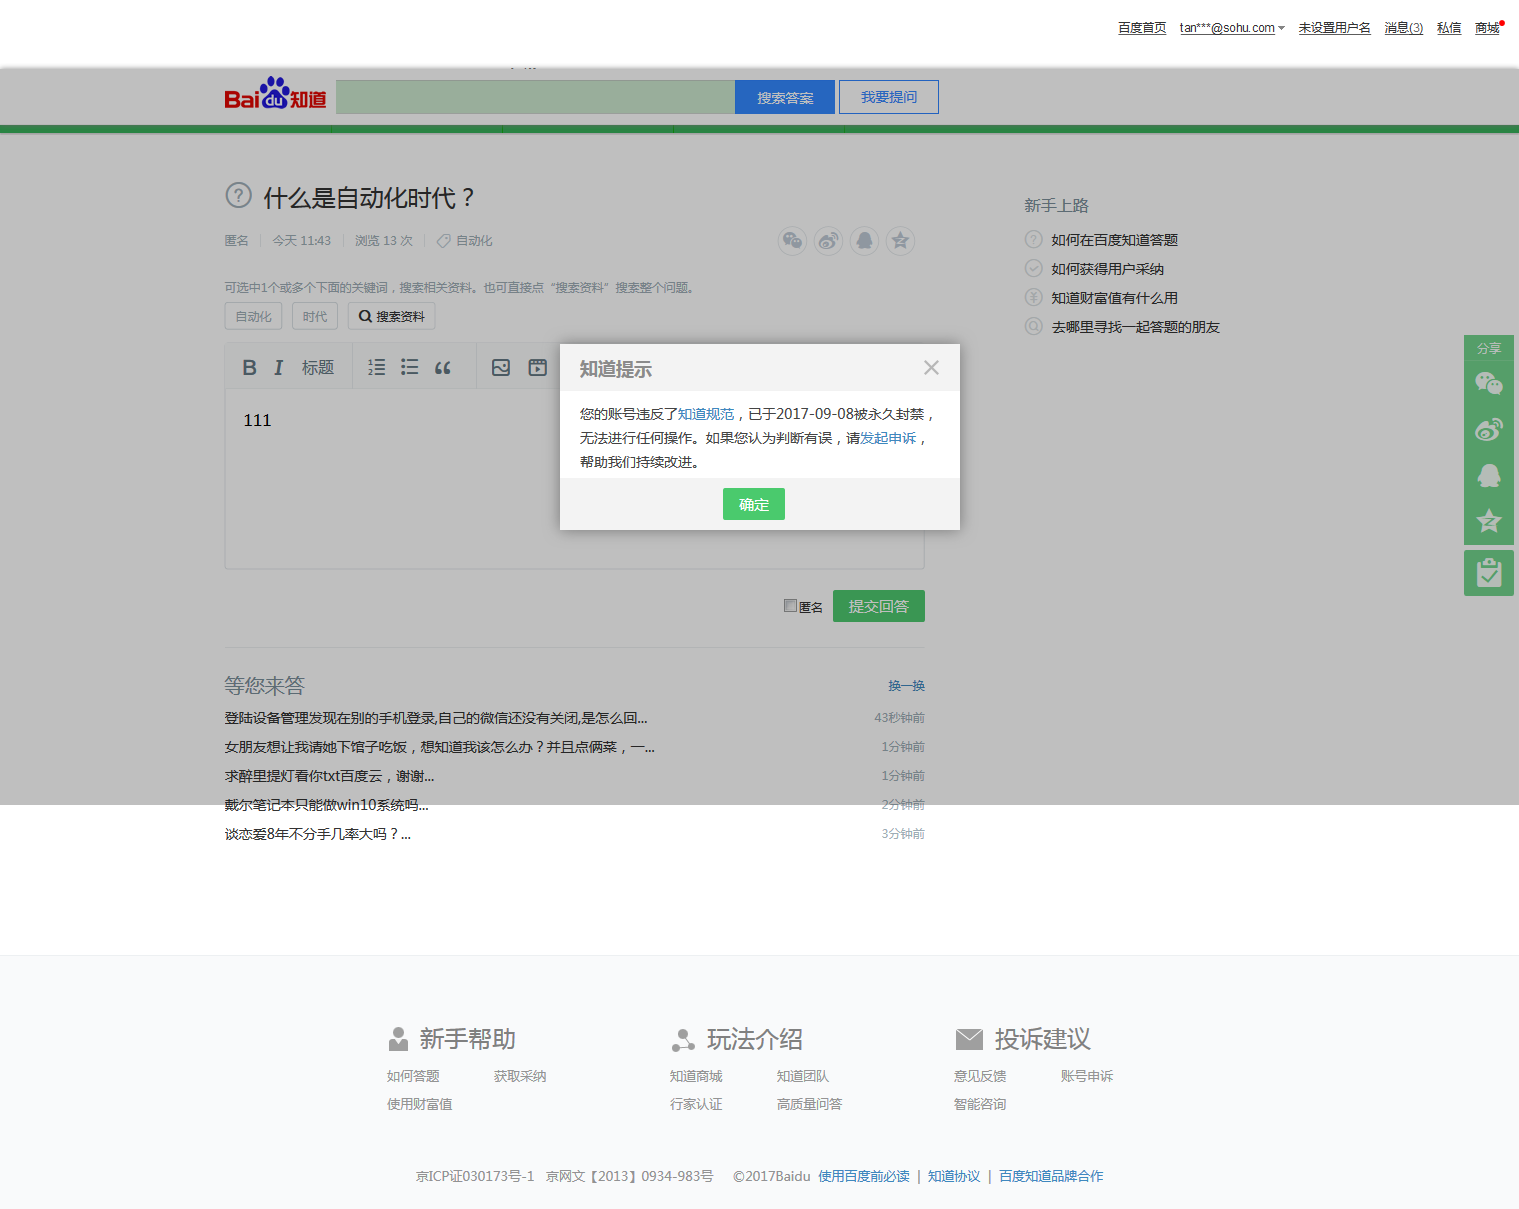 百度首页 tan***@sohu.com 未设置用户名 消息(3) 私信 商城
Bai du 知道 搜索答案 我要提问
什么是自动化时代？
匿名 今天 11:43 浏览 13 次 自动化
可选中1个或多个下面的关键词，搜索相关资料。也可直接点“搜索资料”搜索整个问题。
自动化 时代 搜索资料
B I 标题
111
知道提示
您的账号违反了知道规范，已于2017-09-08被永久封禁，
无法进行任何操作。如果您认为判断有误，请发起申诉，
帮助我们持续改进。
确定
匿名 提交回答
新手上路
如何在百度知道答题
如何获得用户采纳
知道财富值有什么用
去哪里寻找一起答题的朋友
分享
等您来答 换一换
登陆设备管理发现在别的手机登录,自己的微信还没有关闭,是怎么回... 43秒钟前
女朋友想让我请她下馆子吃饭，想知道我该怎么办？并且点俩菜，一... 1分钟前
求醉里提灯看你txt百度云，谢谢... 1分钟前
戴尔笔记本只能做win10系统吗... 2分钟前
谈恋爱8年不分手几率大吗？... 3分钟前
新手帮助
如何答题 获取采纳
使用财富值
玩法介绍
知道商城 知道团队
行家认证 高质量问答
投诉建议
意见反馈 账号申诉
智能咨询
京ICP证030173号-1 京网文【2013】0934-983号 ©2017Baidu 使用百度前必读 | 知道协议 | 百度知道品牌合作